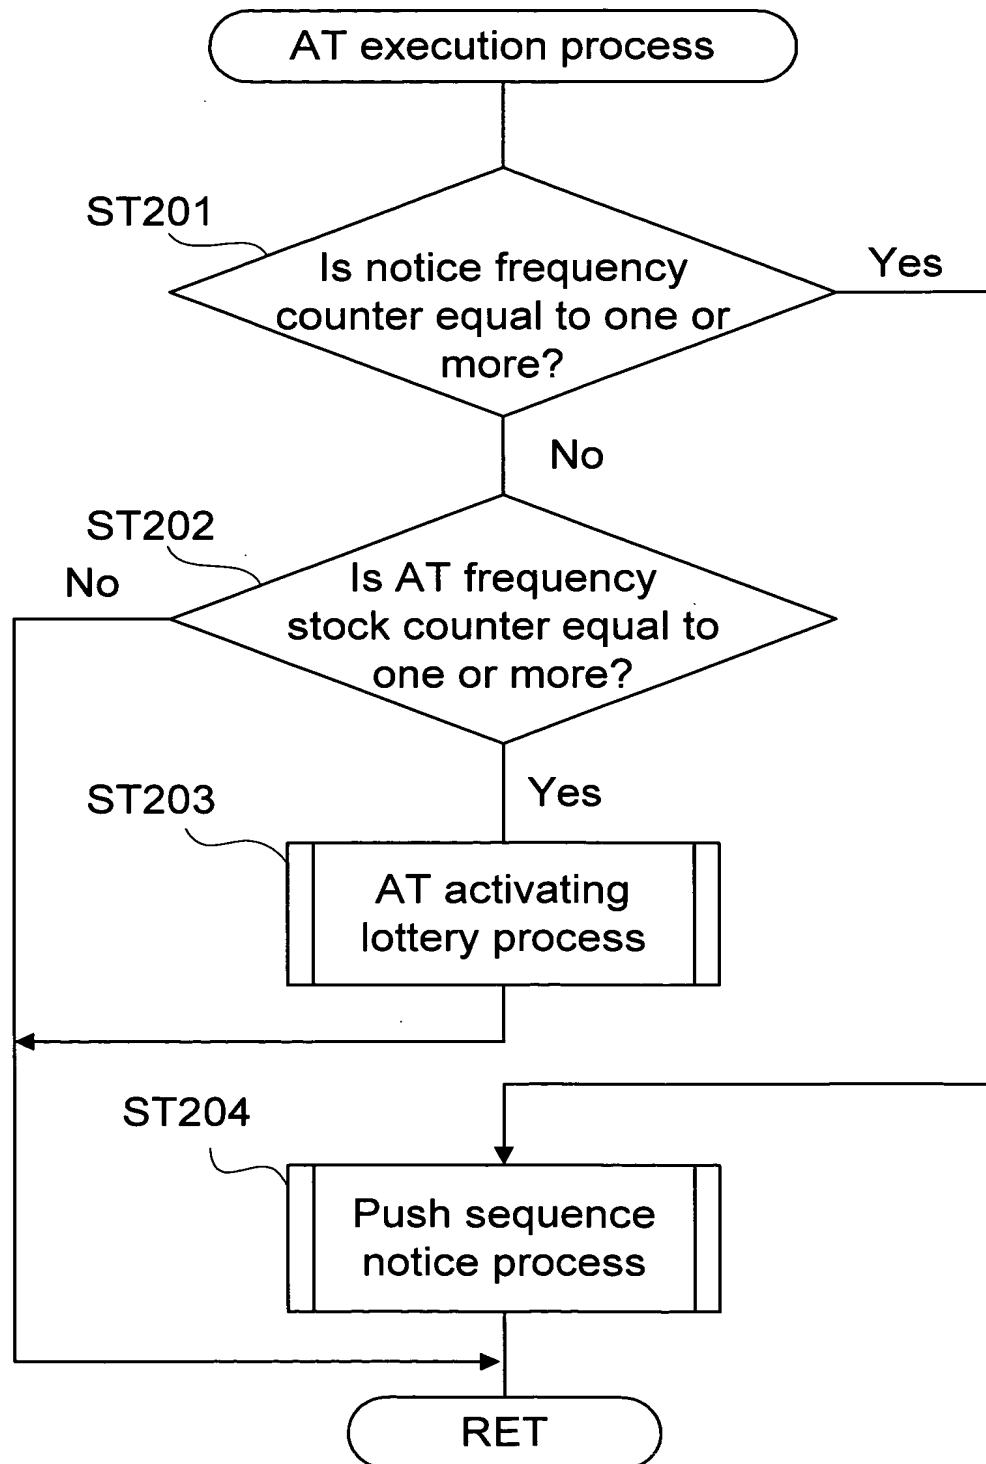 AT execution process
ST201
Is notice frequency
counter equal to one or
more?
Yes
No
ST202
No
Is AT frequency
stock counter equal to
one or more?
Yes
ST203
AT activating
lottery process
ST204
Push sequence
notice process
RET